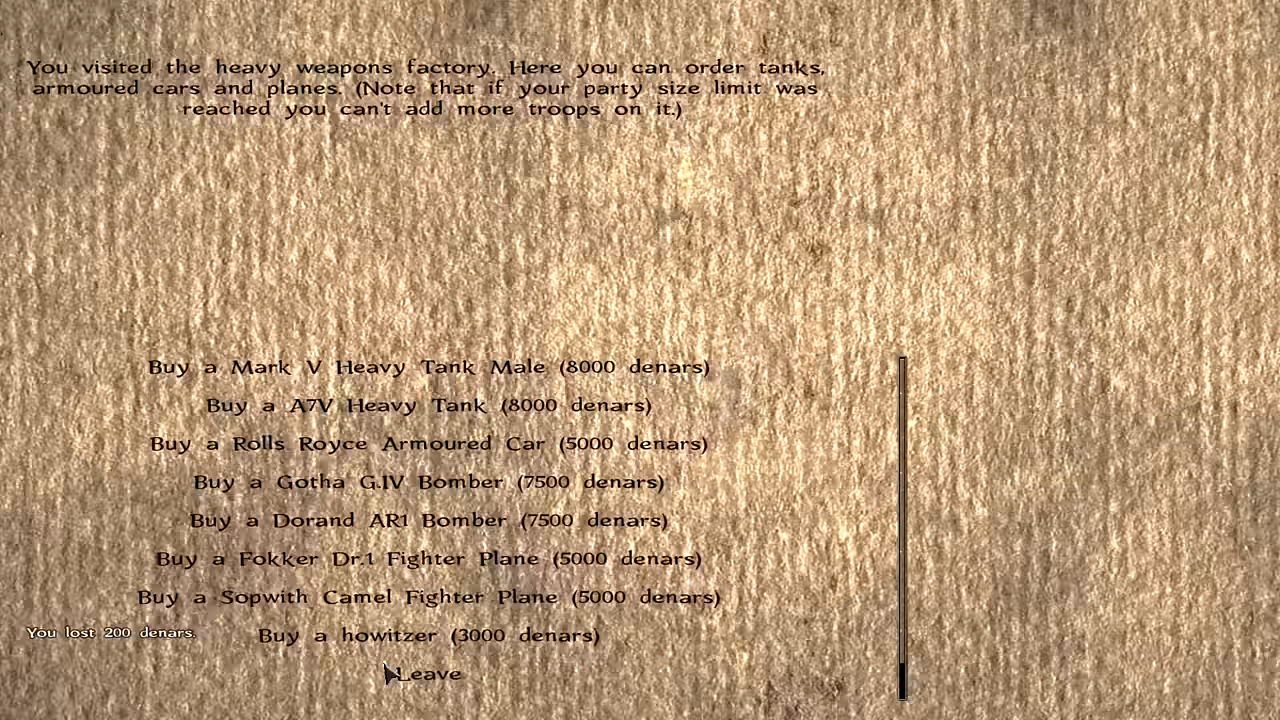 You visited the heavy weapons factory. Here you can order tanks,
armoured cars and planes. (Note that if your party size limit was
reached you can't add more troops on it.)
Buy a Mark V Heavy Tank Male (8000 denars)
Buy a A7V Heavy Tank (8000 denars)
Buy a Rolls Royce Armoured Car (5000 denars)
Buy a Gotha G.IV Bomber (7500 denars)
Buy a Dorand AR1 Bomber (7500 denars)
Buy a Fokker Dr.1 Fighter Plane (5000 denars)
Buy a Sopwith Camel Fighter Plane (5000 denars)
You lost 200 denars.
Buy a howitzer (3000 denars)
Leave